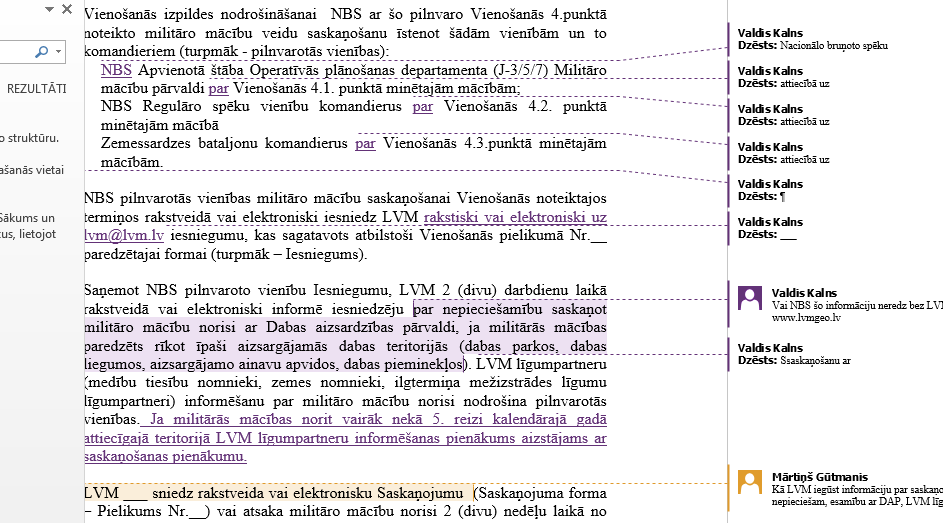 REZULTĀTI
o struktūru.
ašanās vietai
Sākums un
tus, lietojot
Vienošanās izpildes nodrošināšanai NBS ar šo pilnvaro Vienošanās 4.punktā
noteikto militāro mācību veidu saskaņošanu īstenot šādām vienībām un to
komandieriem (turpmāk - pilnvarotās vienības):
NBS Apvienotā štāba Operatīvās plānošanas departamenta (J-3/5/7) Militāro
mācību pārvaldi par Vienošanās 4.1. punktā minētajām mācībām;
NBS Regulāro spēku vienību komandierus par Vienošanās 4.2. punktā
minētajām mācībā
Zemessardzes bataljonu komandierus par Vienošanās 4.3.punktā minētajām
mācībām.
NBS pilnvarotās vienības militāro mācību saskaņošanai Vienošanās noteiktajos
termiņos rakstveidā vai elektroniski iesniedz LVM rakstiski vai elektroniski uz
lvm@lvm.lv iesniegumu, kas sagatavots atbilstoši Vienošanās pielikumā Nr.__
paredzētajai formai (turpmāk – Iesniegums).
Saņemot NBS pilnvaroto vienību Iesniegumu, LVM 2 (divu) darbdienu laikā
rakstveidā vai elektroniski informē iesniedzēju par nepieciešamību saskaņot
militāro mācību norisi ar Dabas aizsardzības pārvaldi, ja militārās mācības
paredzēts rīkot īpaši aizsargājamās dabas teritorijās (dabas parkos, dabas
liegumos, aizsargājamo ainavu apvidos, dabas pieminekļos). LVM līgumpartneru
(medību tiesību nomnieki, zemes nomnieki, ilgtermiņa mežizstrādes līgumu
līgumpartneri) informēšanu par militāro mācību norisi nodrošina pilnvarotās
vienības. Ja militārās mācības norit vairāk nekā 5. reizi kalendārajā gadā
attiecīgajā teritorijā LVM līgumpartneru informēšanas pienākums aizstājams ar
saskaņošanas pienākumu.
LVM ___ sniedz rakstveida vai elektronisku Saskaņojumu (Saskaņojuma forma
– Pielikums Nr.__) vai atsaka militāro mācību norisi 2 (divu) nedēļu laikā no
Valdis Kalns
Dzēsts: Nacionālo bruņoto spēku
Valdis Kalns
Dzēsts: attiecībā uz
Valdis Kalns
Dzēsts: attiecībā uz
Valdis Kalns
Dzēsts: attiecībā uz
Valdis Kalns
Dzēsts: ¶
Valdis Kalns
Dzēsts: ___
Valdis Kalns
Vai NBS šo informāciju neredz bez LVM
www.lvmgeo.lv
Valdis Kalns
Dzēsts: Ssaskaņošanu ar
Mārtiņš Gūtmanis
Kā LVM iegūst informāciju par saskaņo
nepieciešam, esamību ar DAP, LVM līg